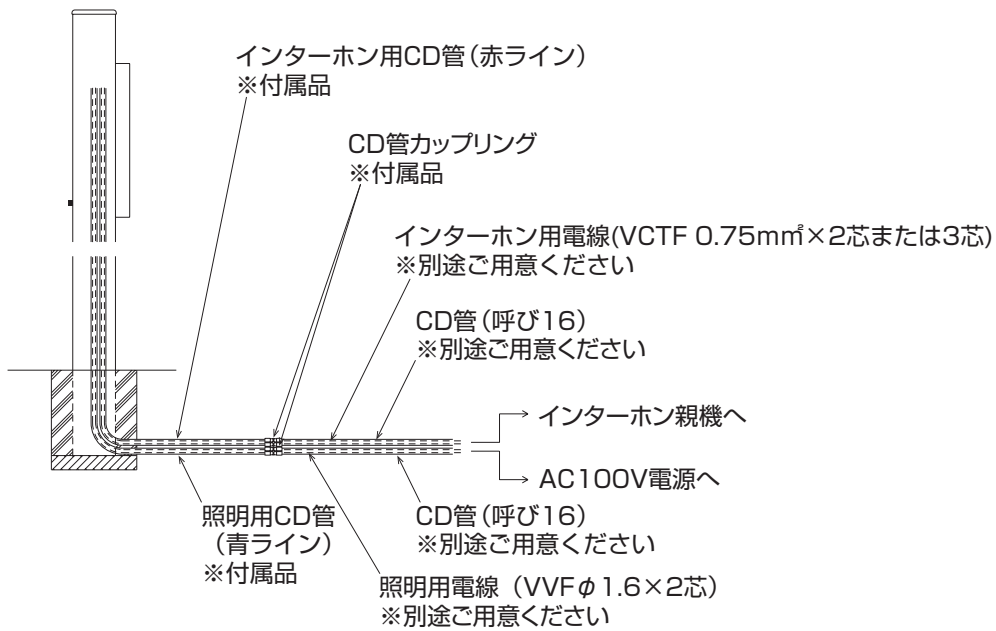 インターホン用CD管（赤ライン）
※付属品
CD管カップリング
※付属品
インターホン用電線(VCTF 0.75mm²×2芯または3芯)
※別途ご用意ください
CD管（呼び16）
※別途ご用意ください
インターホン親機へ
AC100V電源へ
照明用CD管
（青ライン）
※付属品
CD管（呼び16）
※別途ご用意ください
照明用電線（VVFφ1.6×2芯）
※別途ご用意ください